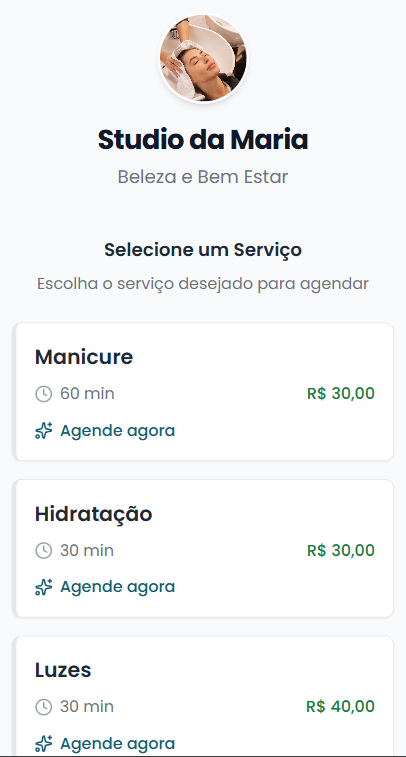 Studio da Maria
Beleza e Bem Estar
Selecione um Serviço
Escolha o serviço desejado para agendar
Manicure
60 min R$ 30,00
Agende agora
Hidratação
30 min R$ 30,00
Agende agora
Luzes
30 min R$ 40,00
Agende agora